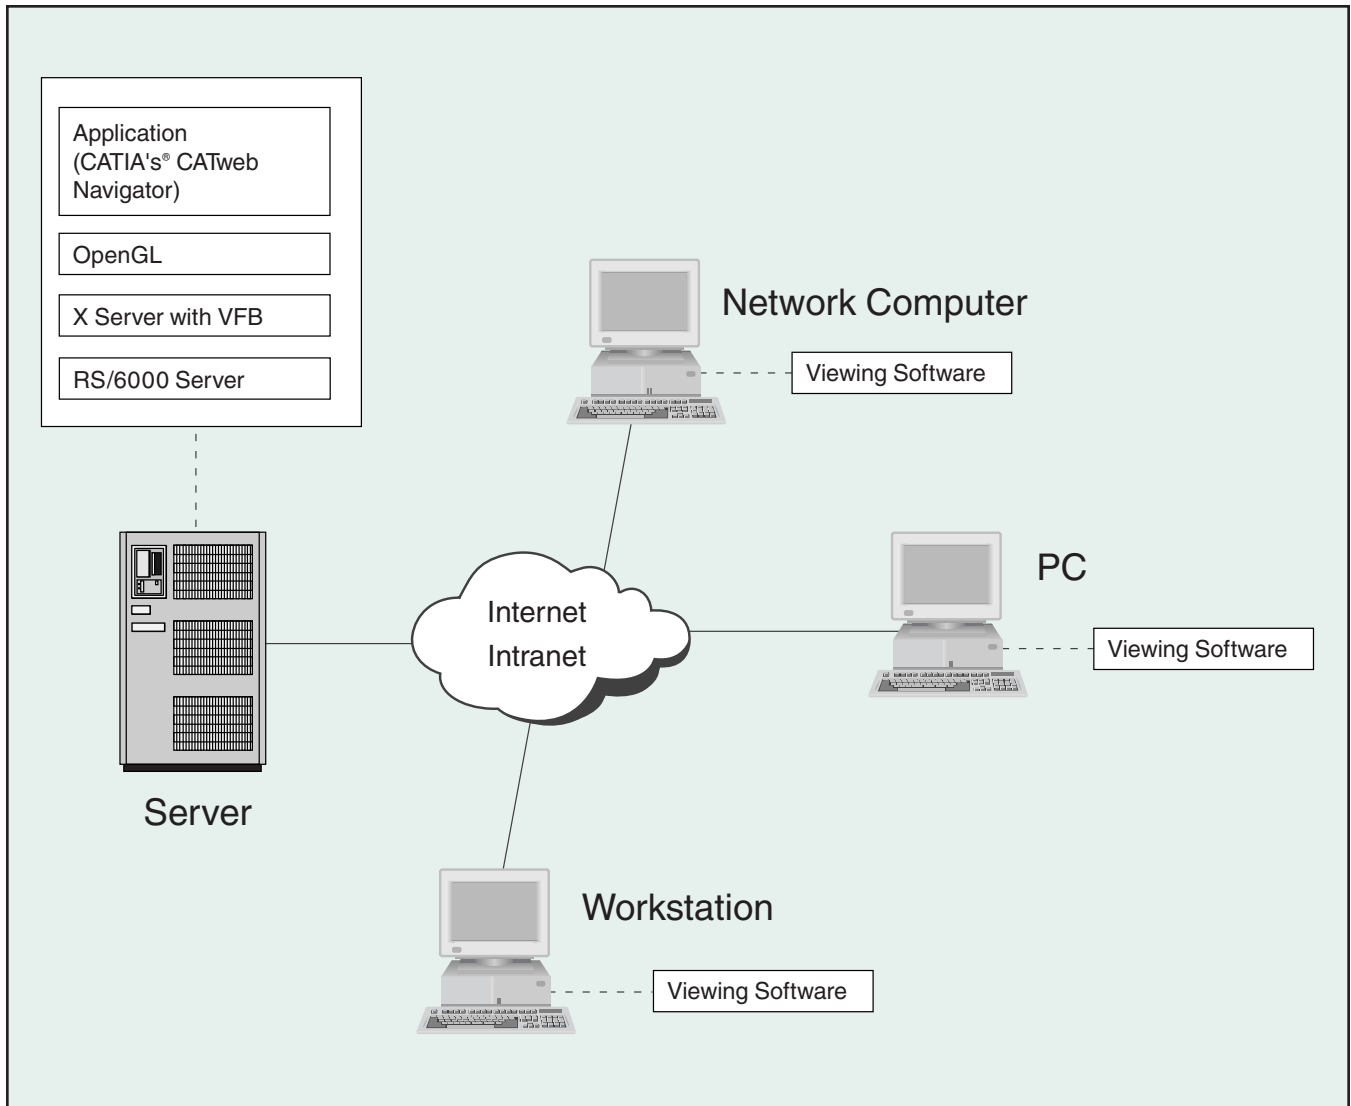 Application
(CATIA's® CATweb
Navigator)
OpenGL
X Server with VFB
RS/6000 Server
Network Computer
Viewing Software
PC
Viewing Software
Internet
Intranet
Server
Workstation
Viewing Software